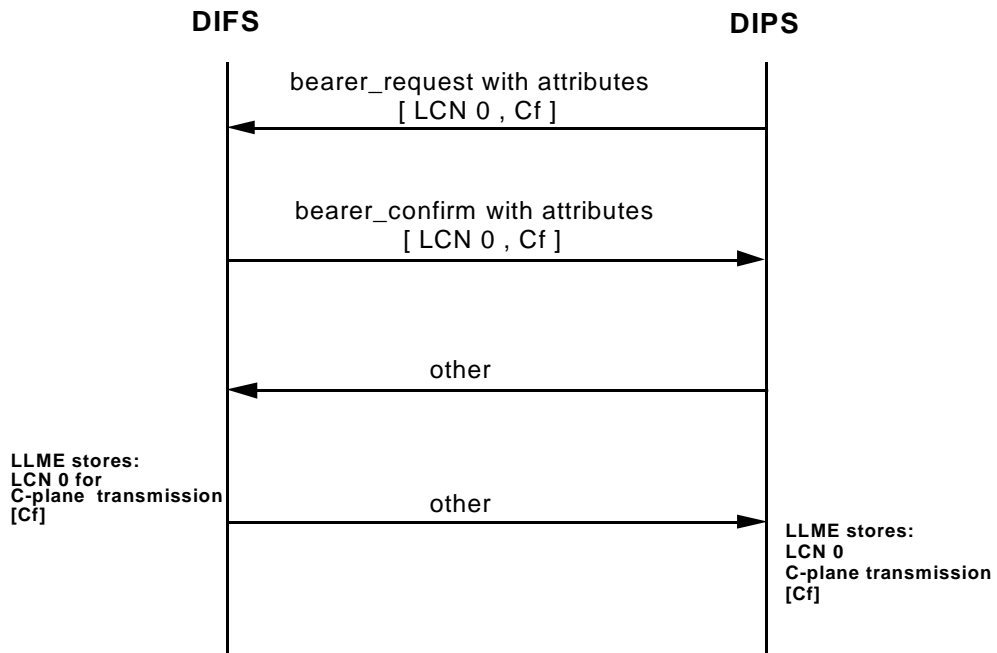 DIFS
DIPS
bearer_request with attributes
[ LCN 0 , Cf ]
bearer_confirm with attributes
[ LCN 0 , Cf ]
other
LLME stores:
LCN 0 for
C-plane transmission
[Cf]
other
LLME stores:
LCN 0
C-plane transmission
[Cf]